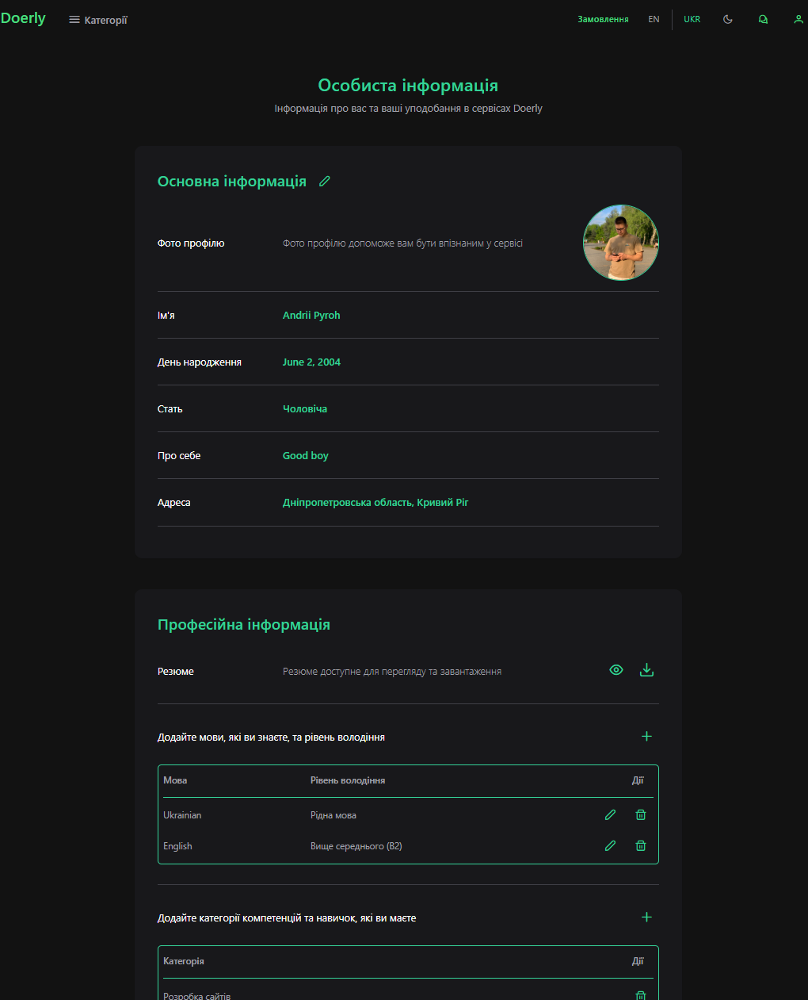 Doerly
Категорії
Замовлення
EN
UKR
Особиста інформація
Інформація про вас та ваші уподобання в сервісах Doerly
Основна інформація
Фото профілю
Фото профілю допоможе вам бути впізнаним у сервісі
Ім'я
Andrii Pyroh
День народження
June 2, 2004
Стать
Чоловіча
Про себе
Good boy
Адреса
Дніпропетровська область, Кривий Ріг
Професійна інформація
Резюме
Резюме доступне для перегляду та завантаження
Додайте мови, які ви знаєте, та рівень володіння
Мова
Рівень володіння
Дії
Ukrainian
Рідна мова
English
Вище середнього (B2)
Додайте категорії компетенцій та навичок, які ви маєте
Категорія
Дії
Розробка сайтів